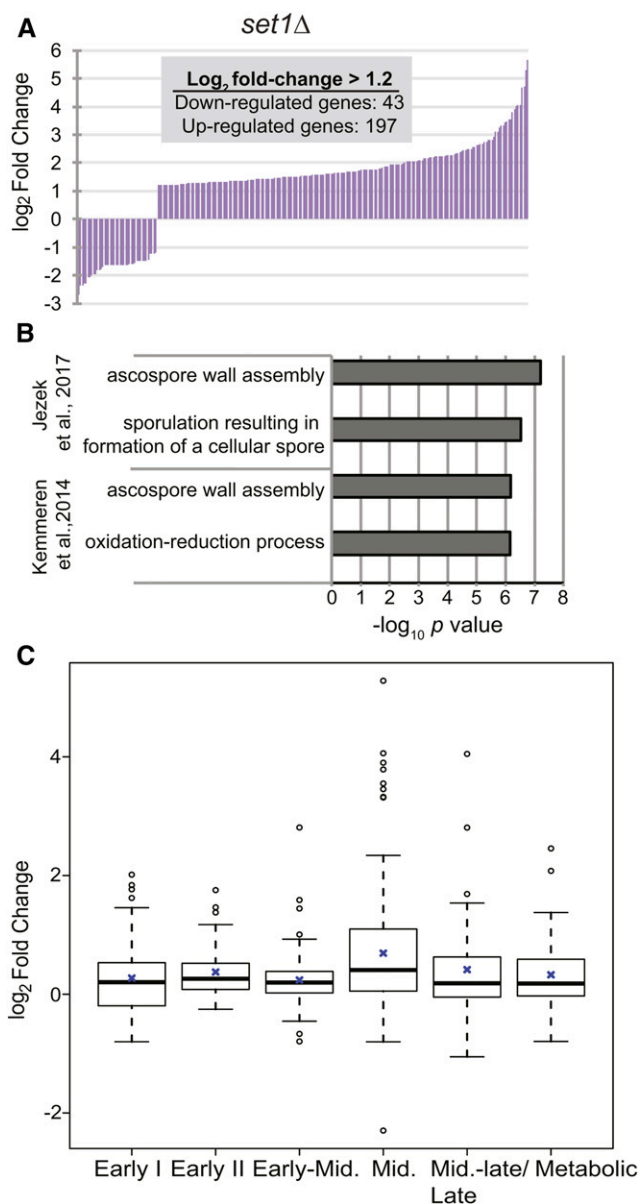 A
set1Δ
log2 Fold Change
6
5
4
3
2
1
0
-1
-2
-3
Log2 fold-change > 1.2
Down-regulated genes: 43
Up-regulated genes: 197
B
Jezek
et al., 2017
ascospore wall assembly
sporulation resulting in
formation of a cellular spore
Kemmeren
et al.,2014
ascospore wall assembly
oxidation-reduction process
0 1 2 3 4 5 6 7 8
-log10 p value
C
log2 Fold Change
4
2
0
-2
Early I Early II Early-Mid. Mid. Mid.-late/ Metabolic
Late